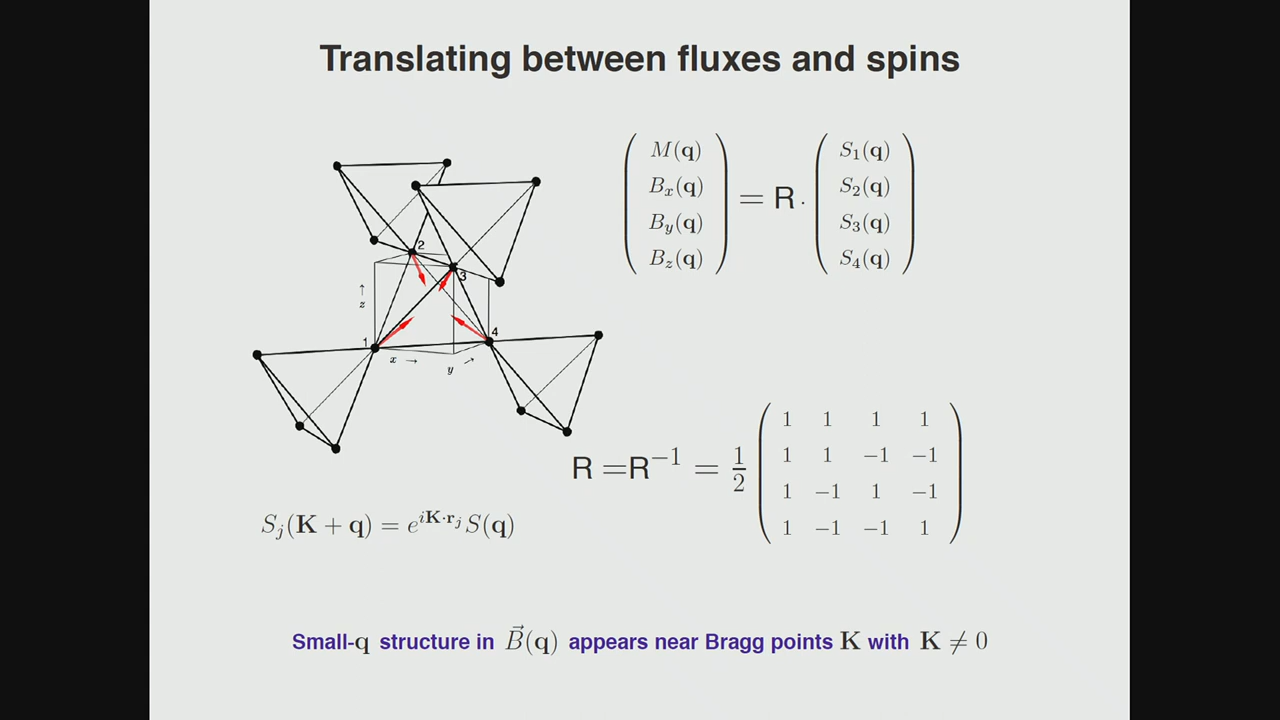 Translating between fluxes and spins
M(q)
B_x(q)
B_y(q)
B_z(q)
= R ·
S_1(q)
S_2(q)
S_3(q)
S_4(q)
2
3
↑
z
4
1
x →
y
→
R = R^{-1} = 1/2
1 1 1 1
1 1 −1 −1
1 −1 1 −1
1 −1 −1 1
S_j(K + q) = e^{iK·r_j} S(q)
Small-q structure in \vec{B}(q) appears near Bragg points K with K ≠ 0